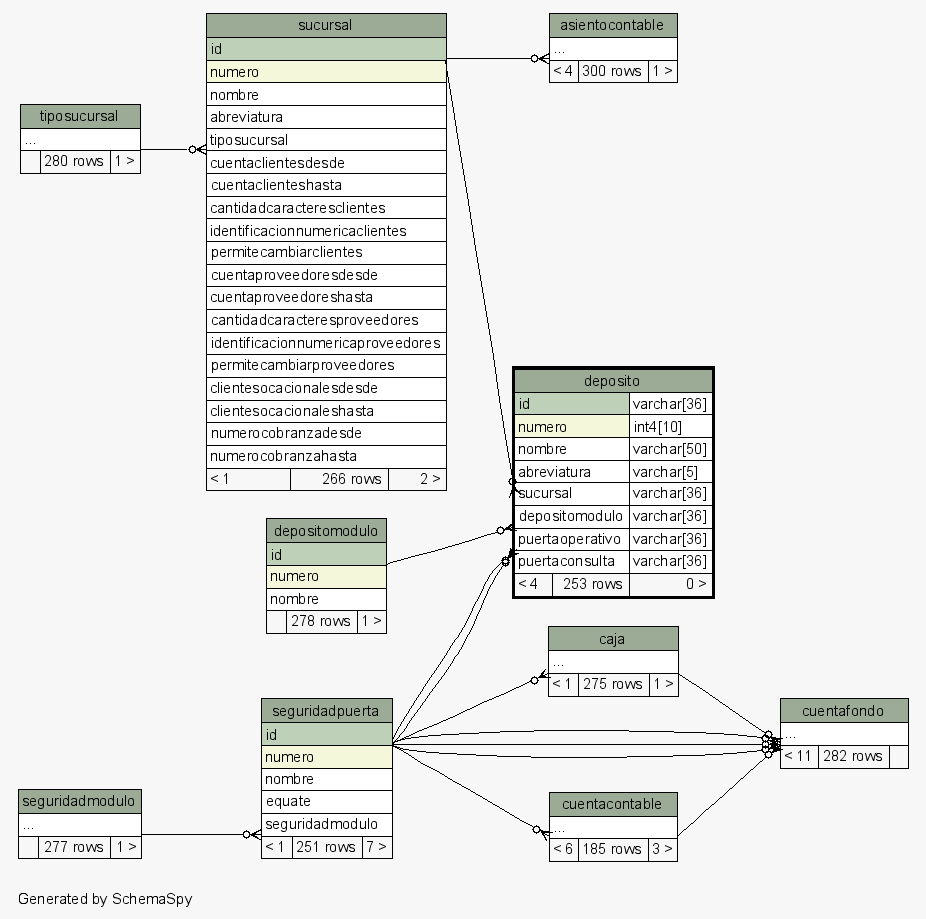 sucursal
id
numero
nombre
abreviatura
tiposucursal
cuentaclientesdesde
cuentaclienteshasta
cantidadcaracteresclientes
identificacionnumericaclientes
permitecambiarclientes
cuentaproveedoresdesde
cuentaproveedoreshasta
cantidadcaracteresproveedores
identificacionnumericaproveedores
permitecambiarproveedores
clientesocacionalesdesde
clientesocacionaleshasta
numerocobranzadesde
numerocobranzahasta
< 1 266 rows 2 >
asientocontable
...
< 4 300 rows 1 >
tiposucursal
...
280 rows 1 >
deposito
id varchar[36]
numero int4[10]
nombre varchar[50]
abreviatura varchar[5]
sucursal varchar[36]
depositomodulo varchar[36]
puertaoperativo varchar[36]
puertaconsulta varchar[36]
< 4 253 rows 0 >
depositomodulo
id
numero
nombre
278 rows 1 >
caja
...
< 1 275 rows 1 >
seguridadpuerta
id
numero
nombre
equate
seguridadmodulo
< 1 251 rows 7 >
cuentafondo
...
< 11 282 rows
seguridadmodulo
...
277 rows 1 >
cuentacontable
...
< 6 185 rows 3 >
Generated by SchemaSpy